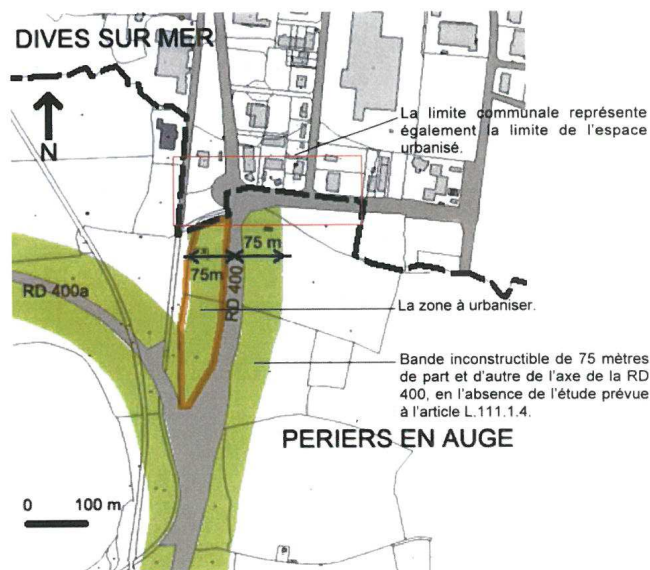 DIVES SUR MER
N
La limite communale représente
également la limite de l'espace
urbanisé.
75 m
75m
RD 400
RD 400a
La zone à urbaniser.
Bande inconstructible de 75 mètres
de part et d'autre de l'axe de la RD
400, en l'absence de l'étude prévue
à l'article L.111.1.4.
PERIERS EN AUGE
0 100 m